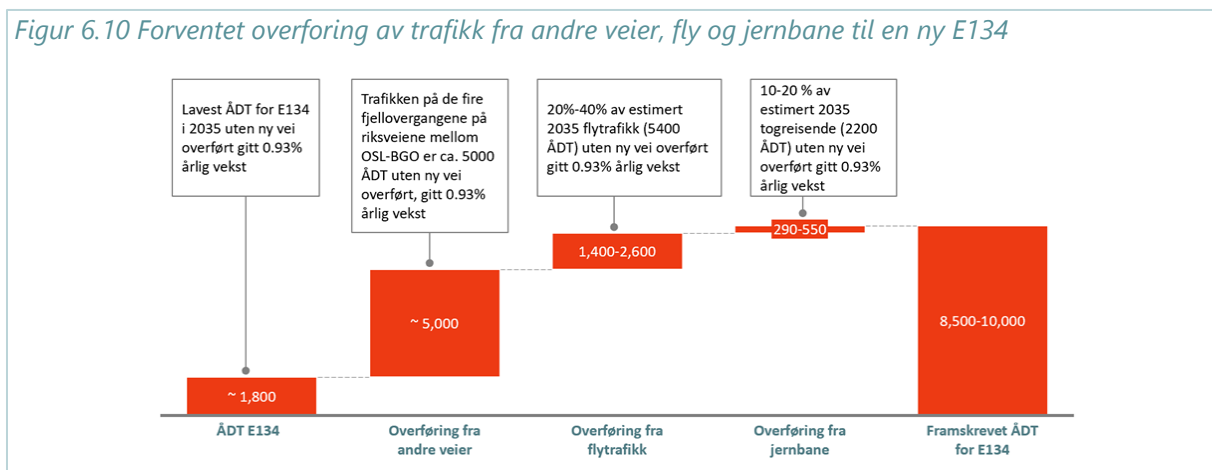 Figur 6.10 Forventet overforing av trafikk fra andre veier, fly og jernbane til en ny E134
Lavest ÅDT for E134
i 2035 uten ny vei
overført gitt 0.93%
årlig vekst
Trafikken på de fire
fjellovergangene på
riksveiene mellom
OSL-BGO er ca. 5000
ÅDT uten ny vei
overført, gitt 0.93%
årlig vekst
20%-40% av estimert
2035 flytrafikk (5400
ÅDT) uten ny vei overført
gitt 0.93% årlig vekst
10-20 % av
estimert 2035
togreisende (2200
ÅDT) uten ny vei
overført gitt 0.93%
årlig vekst
~ 1,800
~ 5,000
1,400-2,600
290-550
8,500-10,000
ÅDT E134
Overføring fra
andre veier
Overføring fra
flytrafikk
Overføring fra
jernbane
Framskrevet ÅDT
for E134